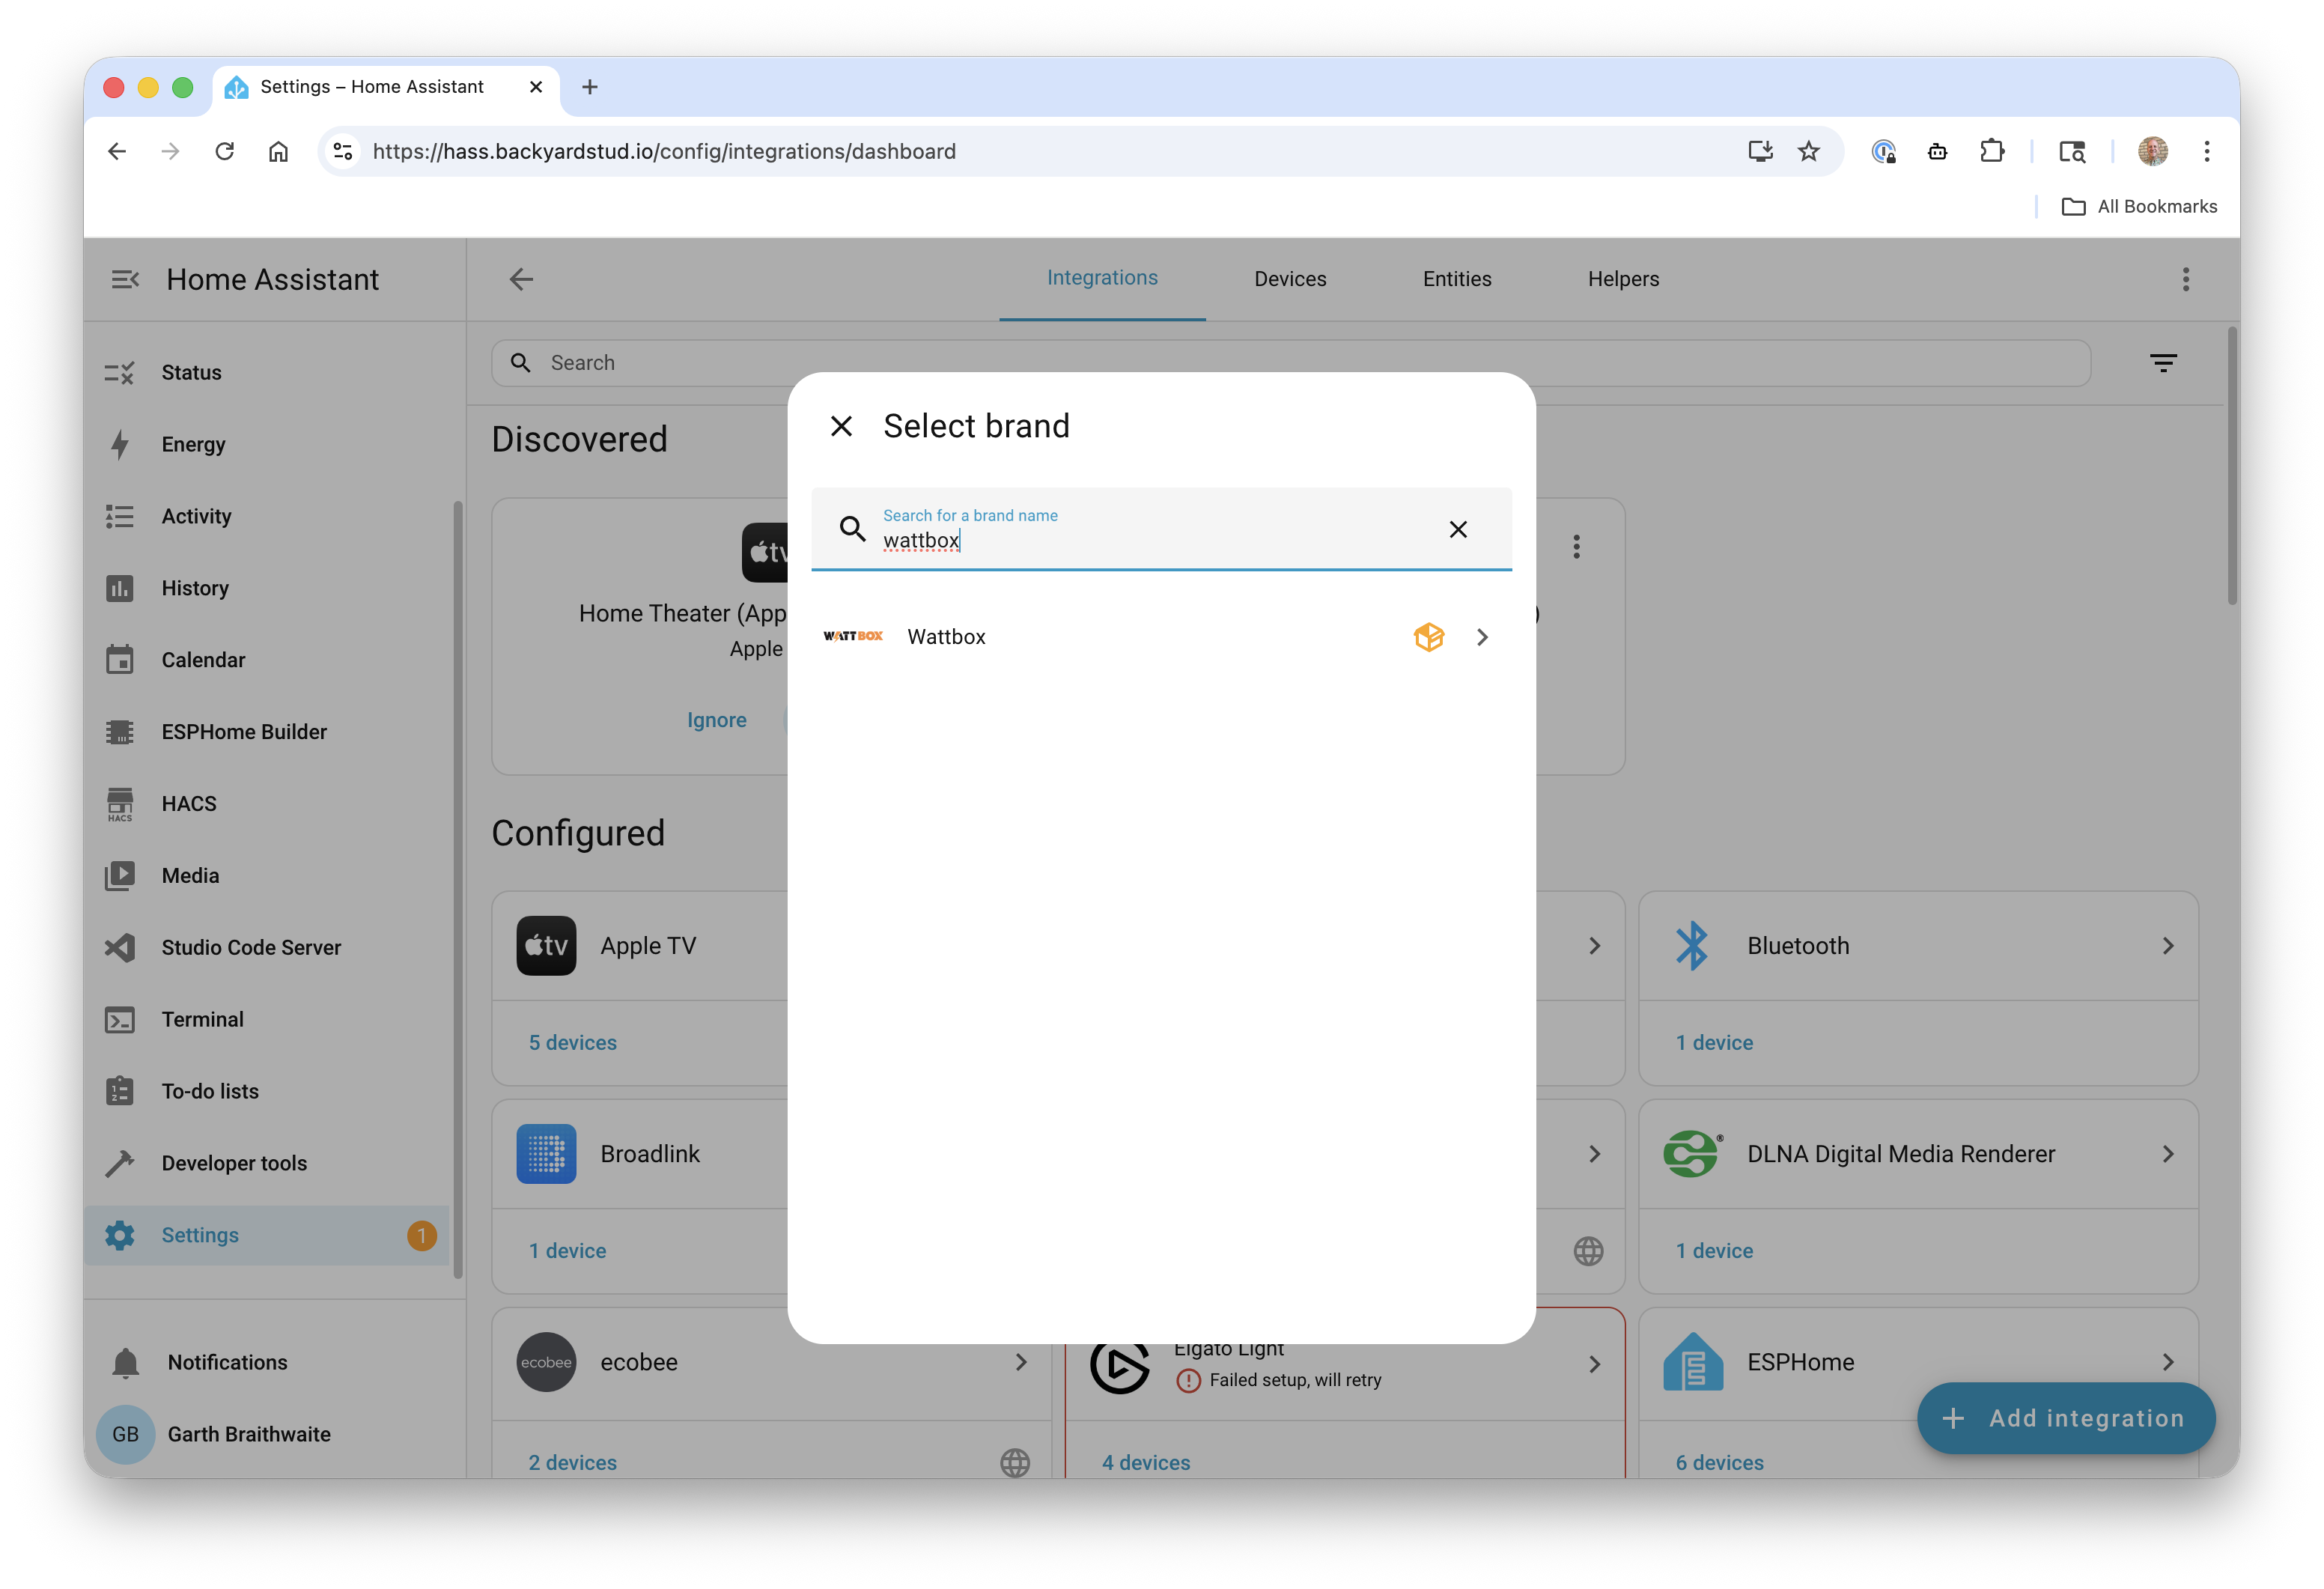 Settings – Home Assistant
https://hass.backyardstud.io/config/integrations/dashboard
All Bookmarks
Home Assistant
Integrations
Devices
Entities
Helpers
Status
Energy
Activity
History
Calendar
ESPHome Builder
HACS
HACS
Media
Studio Code Server
Terminal
To-do lists
Developer tools
Settings
1
Notifications
GB
Garth Braithwaite
Search
Discovered
tv
Home Theater (App
)
Apple
Ignore
Select brand
Search for a brand name
wattbox
WATTBOX
Wattbox
Configured
tv
Apple TV
5 devices
Bluetooth
1 device
Broadlink
1 device
DLNA Digital Media Renderer
1 device
ecobee
ecobee
2 devices
Elgato Light
Failed setup, will retry
4 devices
ESPHome
6 devices
Add integration